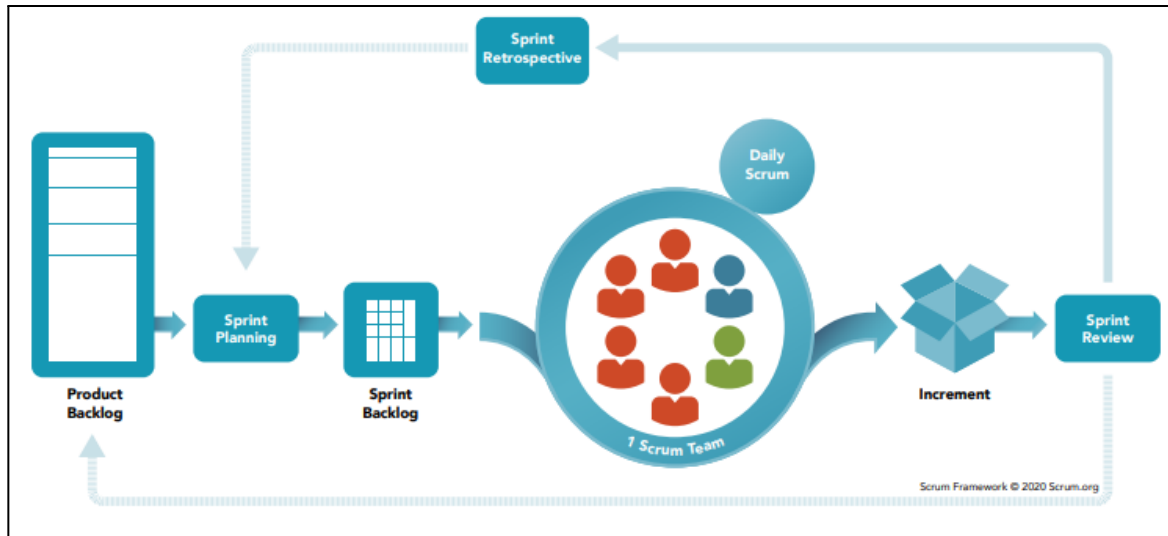 Sprint
Retrospective
Daily
Scrum
Sprint
Planning
Sprint
Review
Product
Backlog
Sprint
Backlog
Increment
1 Scrum Team
Scrum Framework © 2020 Scrum.org